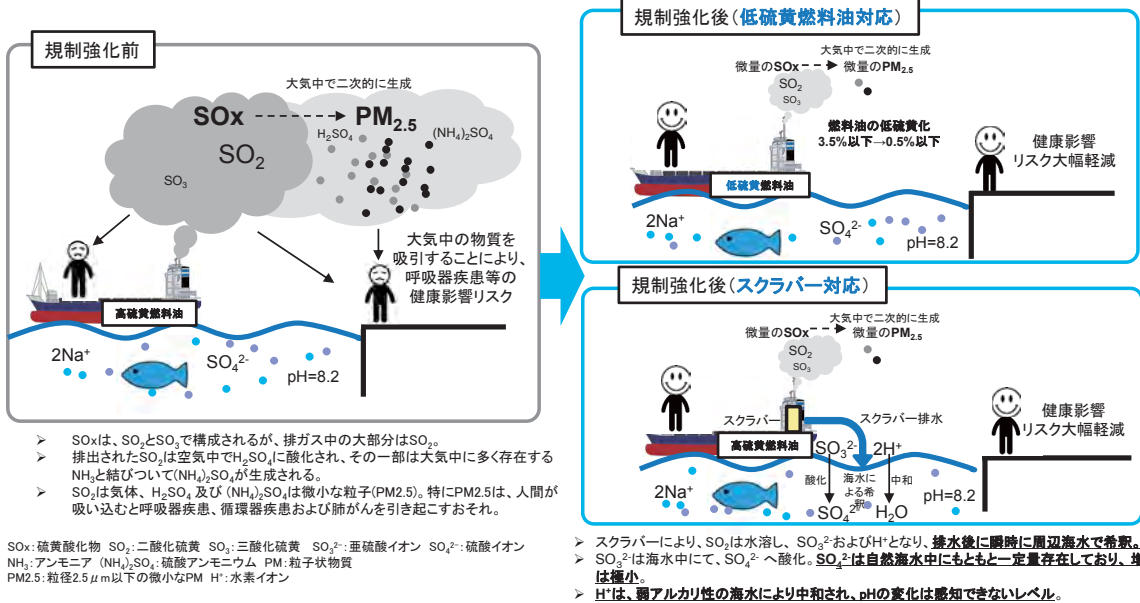 規制強化前
大気中で二次的に生成
SOx
PM2.5
SO2
H2SO4
(NH4)2SO4
SO3
大気中の物質を
吸引することにより、
呼吸器疾患等の
健康影響リスク
高硫黄燃料油
2Na⁺
SO4²⁻
pH=8.2
➢ SOxは、SO2とSO3で構成されるが、排ガス中の大部分はSO2。
➢ 排出されたSO2は空気中でH2SO4に酸化され、その一部は大気中に多く存在する
NH3と結びついて(NH4)2SO4が生成される。
➢ SO2は気体、H2SO4 及び (NH4)2SO4は微小な粒子(PM2.5)。特にPM2.5は、人間が
吸い込むと呼吸器疾患、循環器疾患および肺がんを引き起こすおそれ。
SOx:硫黄酸化物 SO2:二酸化硫黄 SO3:三酸化硫黄 SO3²⁻:亜硫酸イオン SO4²⁻:硫酸イオン
NH3:アンモニア (NH4)2SO4:硫酸アンモニウム PM:粒子状物質
PM2.5:粒径2.5μm以下の微小なPM H⁺:水素イオン
規制強化後(低硫黄燃料油対応)
大気中で二次的に生成
微量のSOx
微量のPM2.5
SO2
SO3
燃料油の低硫黄化
3.5%以下→0.5%以下
健康影響
リスク大幅軽減
低硫黄燃料油
2Na⁺
SO4²⁻
pH=8.2
規制強化後(スクラバー対応)
大気中で二次的に生成
微量のSOx
微量のPM2.5
SO2
SO3
スクラバー
スクラバー排水
健康影響
リスク大幅軽減
高硫黄燃料油
SO3²⁻
2H⁺
酸化
海水に
よる希
釈
中和
2Na⁺
SO4²⁻
H2O
pH=8.2
➢ スクラバーにより、SO2は水溶し、SO3²⁻およびH⁺となり、排水後に瞬時に周辺海水で希釈。
➢ SO3²⁻は海水中にて、SO4²⁻ へ酸化。SO4²⁻は自然海水中にもともと一定量存在しており、
は極小。
➢ H⁺は、弱アルカリ性の海水により中和され、pHの変化は感知できないレベル。